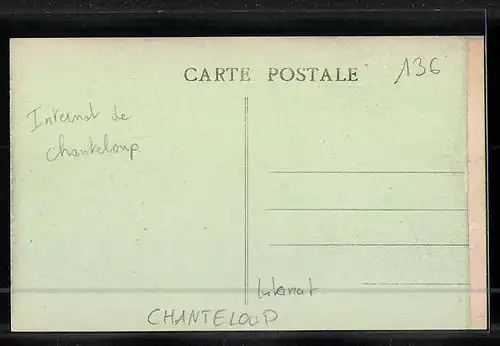 CARTE POSTALE
136
Internat de
Chanteloup
Internat
CHANTELOUP